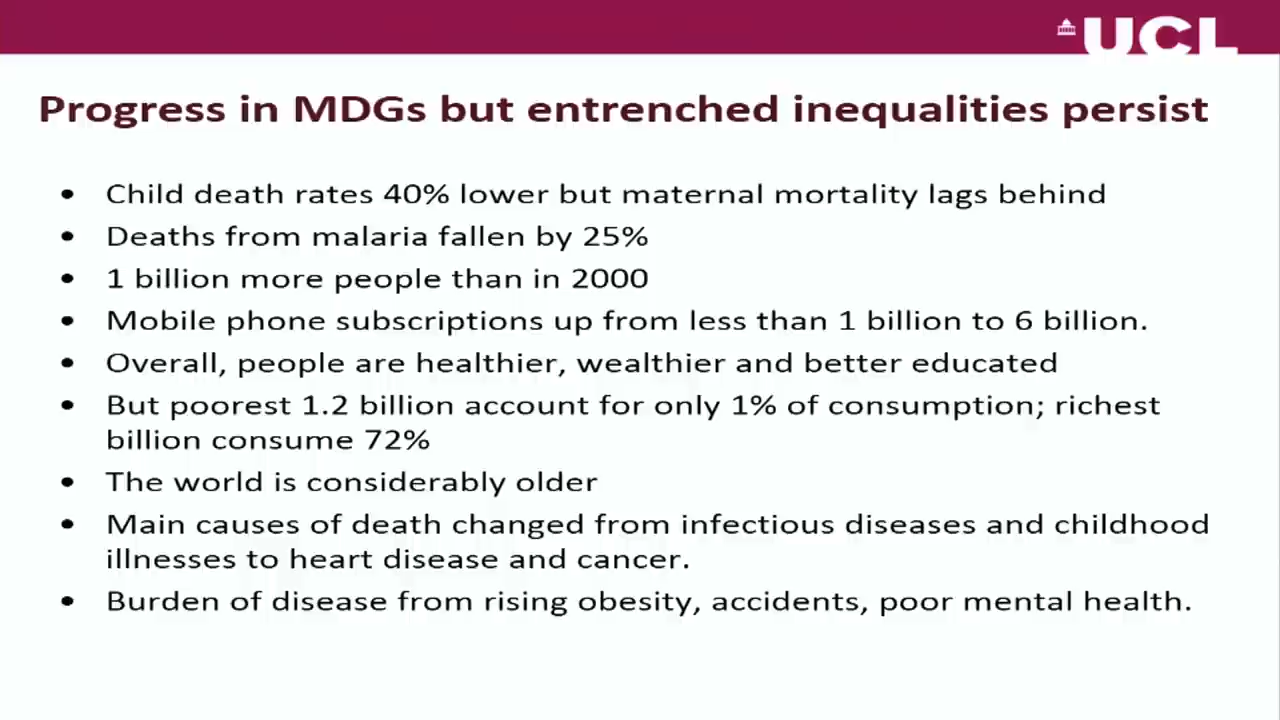 UCL
Progress in MDGs but entrenched inequalities persist
• Child death rates 40% lower but maternal mortality lags behind
• Deaths from malaria fallen by 25%
• 1 billion more people than in 2000
• Mobile phone subscriptions up from less than 1 billion to 6 billion.
• Overall, people are healthier, wealthier and better educated
• But poorest 1.2 billion account for only 1% of consumption; richest
billion consume 72%
• The world is considerably older
• Main causes of death changed from infectious diseases and childhood
illnesses to heart disease and cancer.
• Burden of disease from rising obesity, accidents, poor mental health.